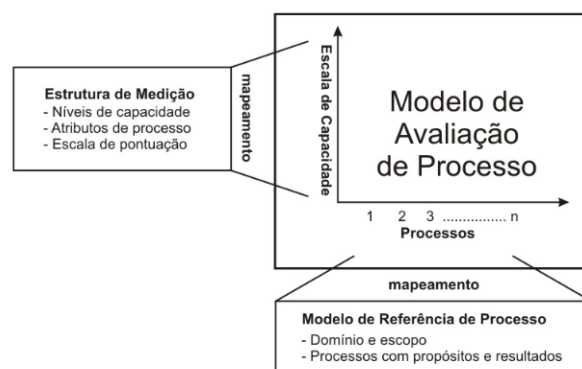 Estrutura de Medição
- Níveis de capacidade
- Atributos de processo
- Escala de pontuação
mapeamento
Escala de Capacidade
Modelo de
Avaliação
de Processo
1 2 3 ................ n
Processos
mapeamento
Modelo de Referência de Processo
- Domínio e escopo
- Processos com propósitos e resultados